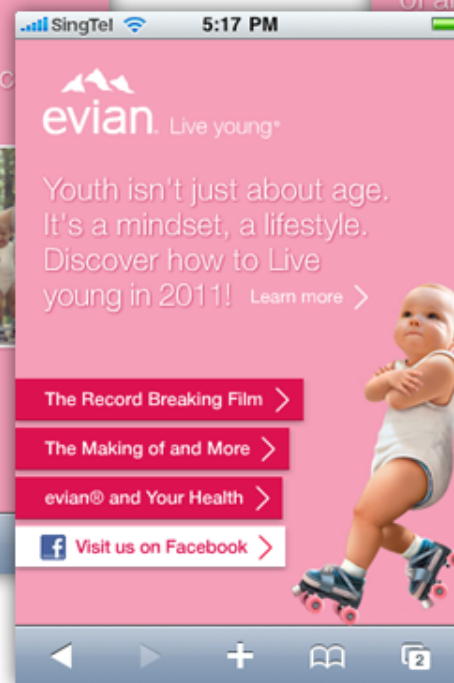 SingTel 5:17 PM
evian. Live young®
Youth isn't just about age.
It's a mindset, a lifestyle.
Discover how to Live
young in 2011! Learn more
The Record Breaking Film
The Making of and More
evian® and Your Health
f Visit us on Facebook
2